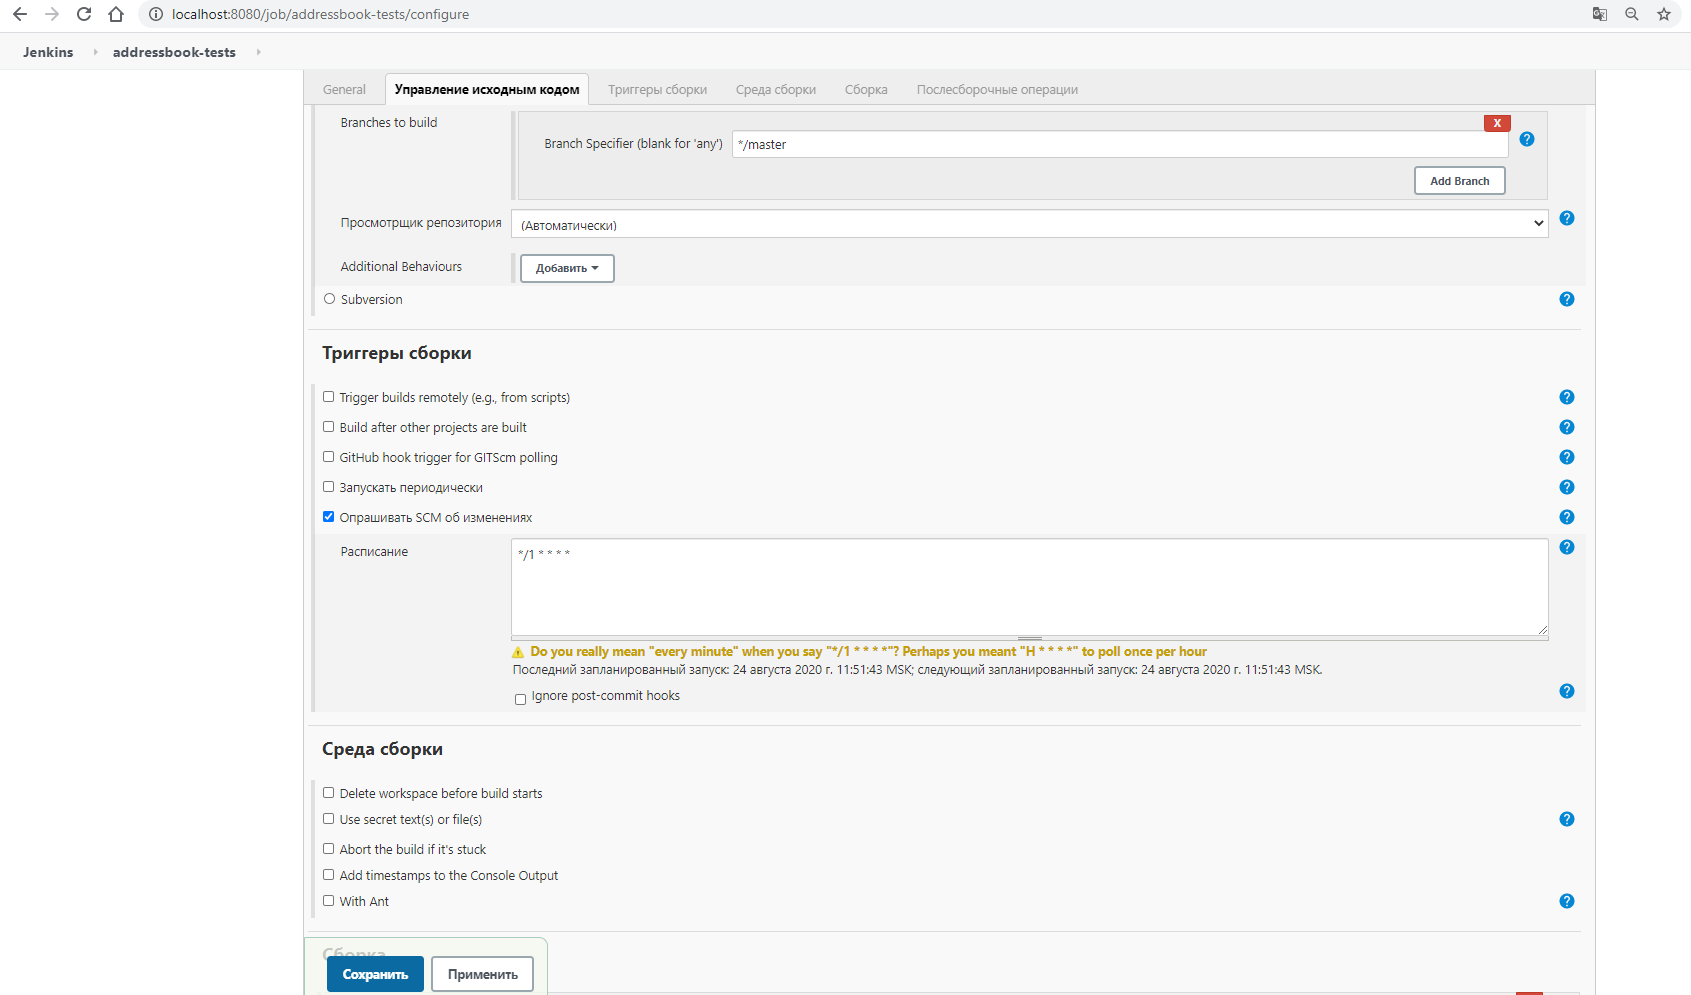 localhost:8080/job/addressbook-tests/configure
Jenkins addressbook-tests
General Управление исходным кодом Триггеры сборки Среда сборки Сборка Послесборочные операции
Branches to build
X
Branch Specifier (blank for 'any') */master
Add Branch
Просмотрщик репозитория (Автоматически)
Additional Behaviours Добавить
Subversion
Триггеры сборки
Trigger builds remotely (e.g., from scripts)
Build after other projects are built
GitHub hook trigger for GITScm polling
Запускать периодически
Опрашивать SCM об изменениях
Расписание */1 * * * *
Do you really mean "every minute" when you say "*/1 * * * *"? Perhaps you meant "H * * * *" to poll once per hour
Последний запланированный запуск: 24 августа 2020 г. 11:51:43 MSK; следующий запланированный запуск: 24 августа 2020 г. 11:51:43 MSK.
Ignore post-commit hooks
Среда сборки
Delete workspace before build starts
Use secret text(s) or file(s)
Abort the build if it's stuck
Add timestamps to the Console Output
With Ant
Сборка
Сохранить Применить